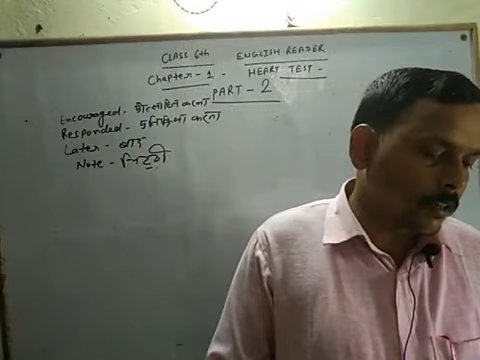 CLASS 6th ENGLISH READER
Chapter - 1 - HEART TEST -
PART - 2
Encouraged - प्रोत्साहित करना
Responded - प्रतिक्रिया करना
Later - बाद
Note - चिट्ठी